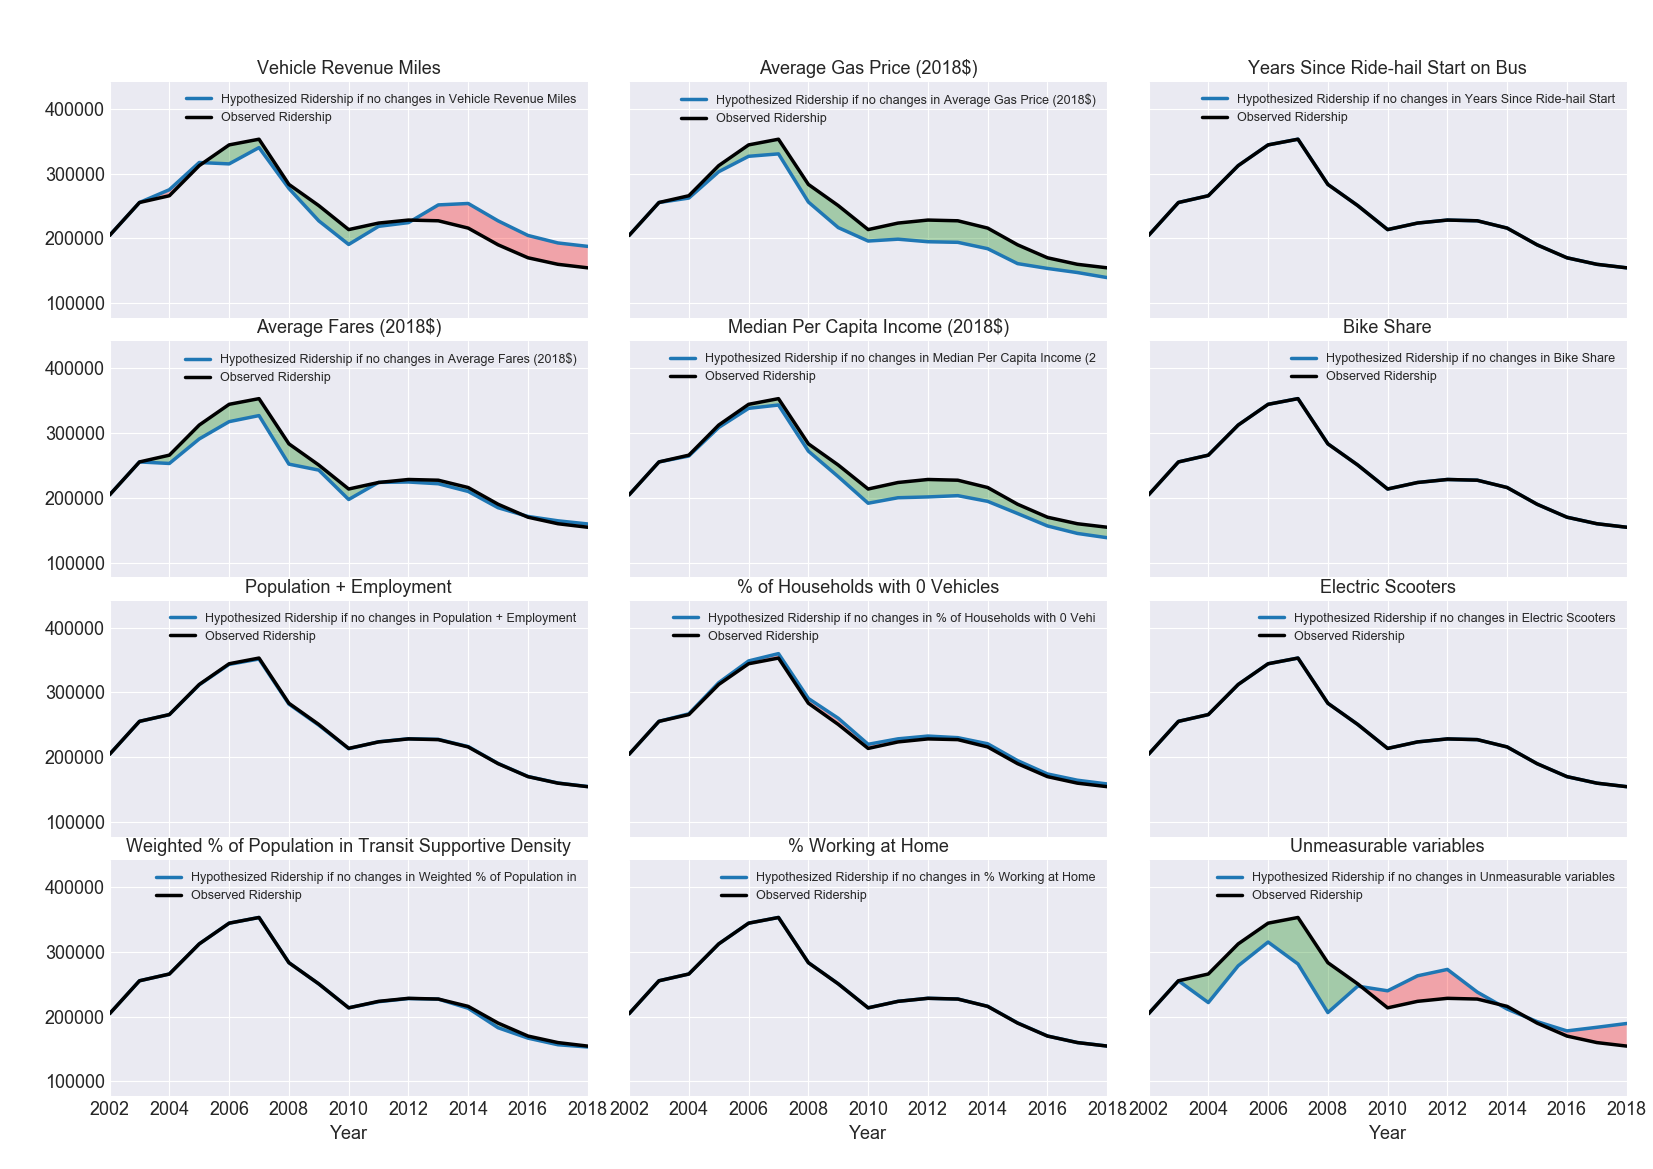 Vehicle Revenue Miles
Hypothesized Ridership if no changes in Vehicle Revenue Miles
Observed Ridership
400000
300000
200000
100000
Average Gas Price (2018$)
Hypothesized Ridership if no changes in Average Gas Price (2018$)
Observed Ridership
Years Since Ride-hail Start on Bus
Hypothesized Ridership if no changes in Years Since Ride-hail Start
Observed Ridership
Average Fares (2018$)
Hypothesized Ridership if no changes in Average Fares (2018$)
Observed Ridership
400000
300000
200000
100000
Median Per Capita Income (2018$)
Hypothesized Ridership if no changes in Median Per Capita Income (2
Observed Ridership
Bike Share
Hypothesized Ridership if no changes in Bike Share
Observed Ridership
Population + Employment
Hypothesized Ridership if no changes in Population + Employment
Observed Ridership
400000
300000
200000
100000
% of Households with 0 Vehicles
Hypothesized Ridership if no changes in % of Households with 0 Vehi
Observed Ridership
Electric Scooters
Hypothesized Ridership if no changes in Electric Scooters
Observed Ridership
Weighted % of Population in Transit Supportive Density
Hypothesized Ridership if no changes in Weighted % of Population in
Observed Ridership
400000
300000
200000
100000
2002 2004 2006 2008 2010 2012 2014 2016 2018
Year
% Working at Home
Hypothesized Ridership if no changes in % Working at Home
Observed Ridership
2002 2004 2006 2008 2010 2012 2014 2016 2018
Year
Unmeasurable variables
Hypothesized Ridership if no changes in Unmeasurable variables
Observed Ridership
2002 2004 2006 2008 2010 2012 2014 2016 2018
Year